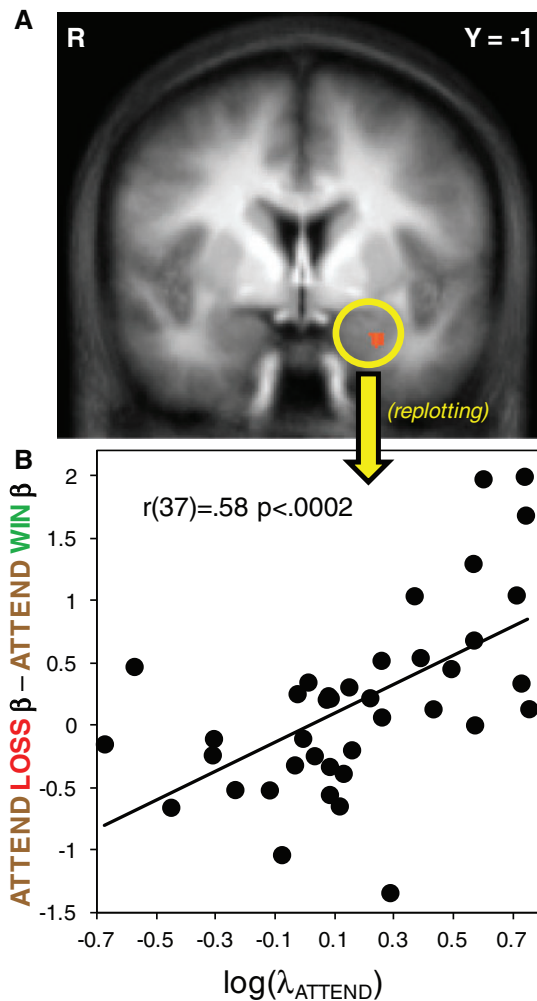 A
R
Y = -1
(replotting)
B
r(37)=.58 p<.0002
ATTEND LOSS β – ATTEND WIN β
2
1.5
1
0.5
0
-0.5
-1
-1.5
-0.7
-0.5
-0.3
-0.1
0.1
0.3
0.5
0.7
log(λATTEND)